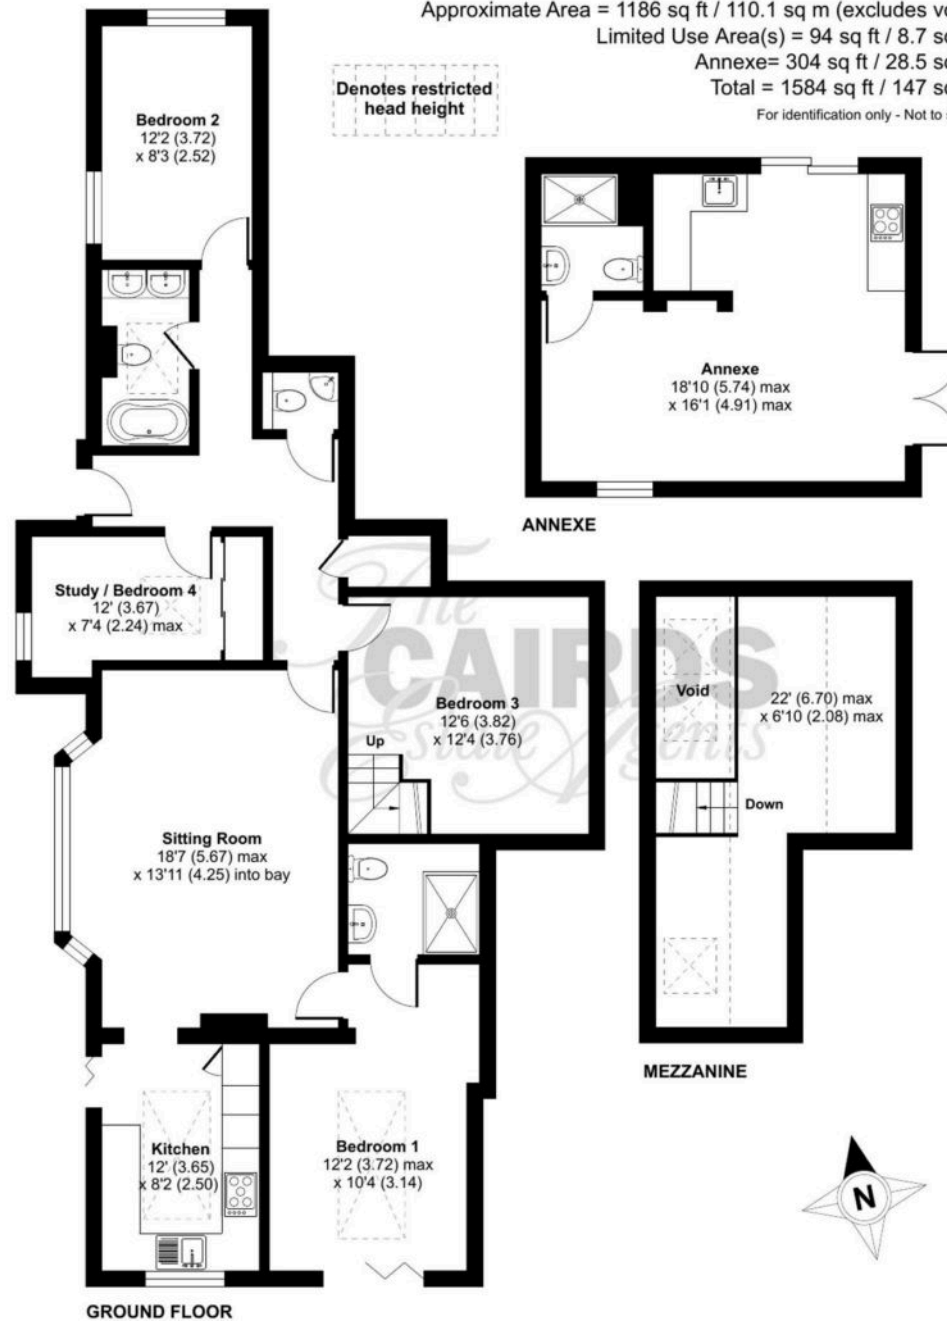 Approximate Area = 1186 sq ft / 110.1 sq m (excludes
Limited Use Area(s) = 94 sq ft / 8.7
Annexe= 304 sq ft / 28.5
Total = 1584 sq ft / 147
For identification only - Not to
Denotes restricted
head height
Bedroom 2
12'2 (3.72)
x 8'3 (2.52)
Annexe
18'10 (5.74) max
x 16'1 (4.91) max
ANNEXE
Study / Bedroom 4
12' (3.67)
x 7'4 (2.24) max
The
CAIRDS
Estate Agents
Bedroom 3
12'6 (3.82)
x 12'4 (3.76)
Up
Void
22' (6.70) max
x 6'10 (2.08) max
Down
Sitting Room
18'7 (5.67) max
x 13'11 (4.25) into bay
MEZZANINE
Kitchen
12' (3.65)
x 8'2 (2.50)
Bedroom 1
12'2 (3.72) max
x 10'4 (3.14)
N
GROUND FLOOR